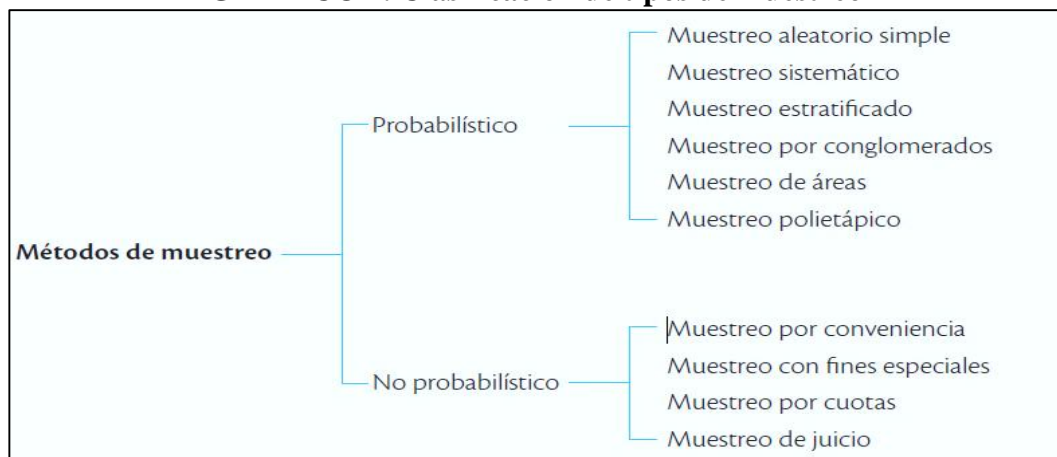 Muestreo aleatorio simple
Muestreo sistemático
Muestreo estratificado
Muestreo por conglomerados
Muestreo de áreas
Muestreo polietápico
Probabilístico
Métodos de muestreo
Muestreo por conveniencia
Muestreo con fines especiales
Muestreo por cuotas
Muestreo de juicio
No probabilístico